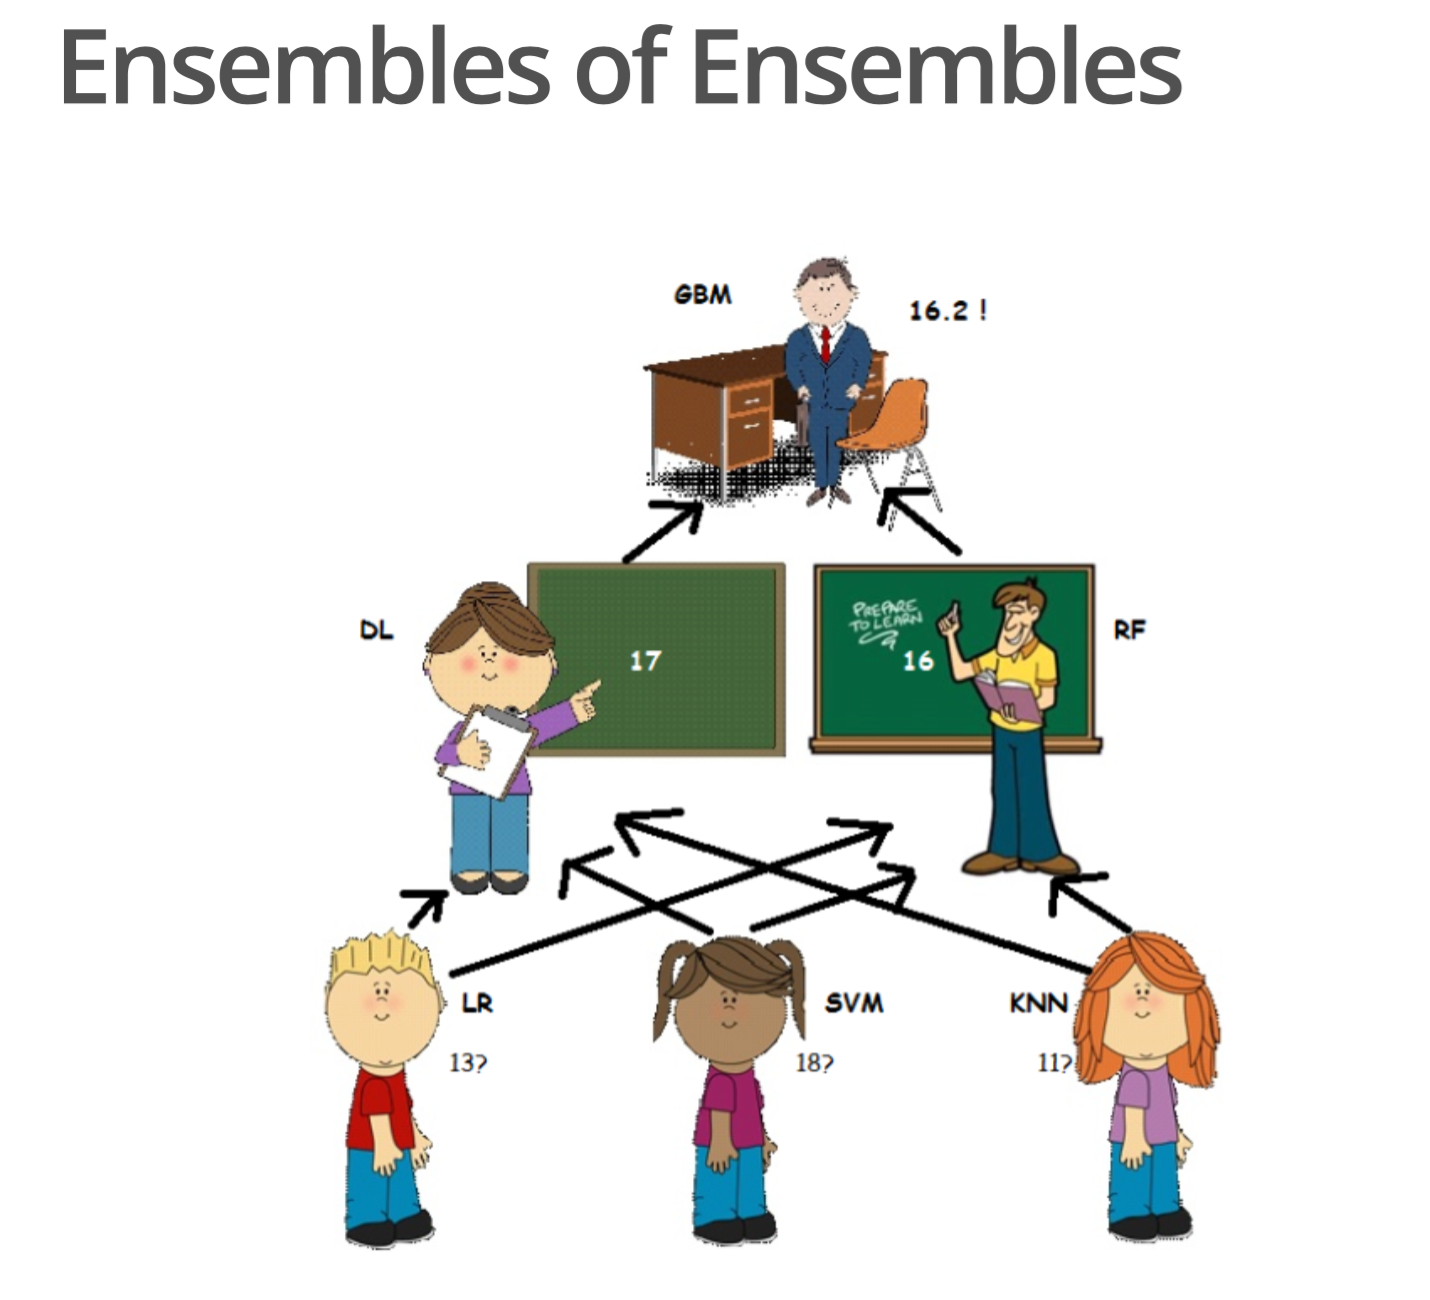 Ensembles of Ensembles
GBM
16.2 !
DL
17
PREPARE
TO LEARN
16
RF
LR
13?
SVM
18?
KNN
11?